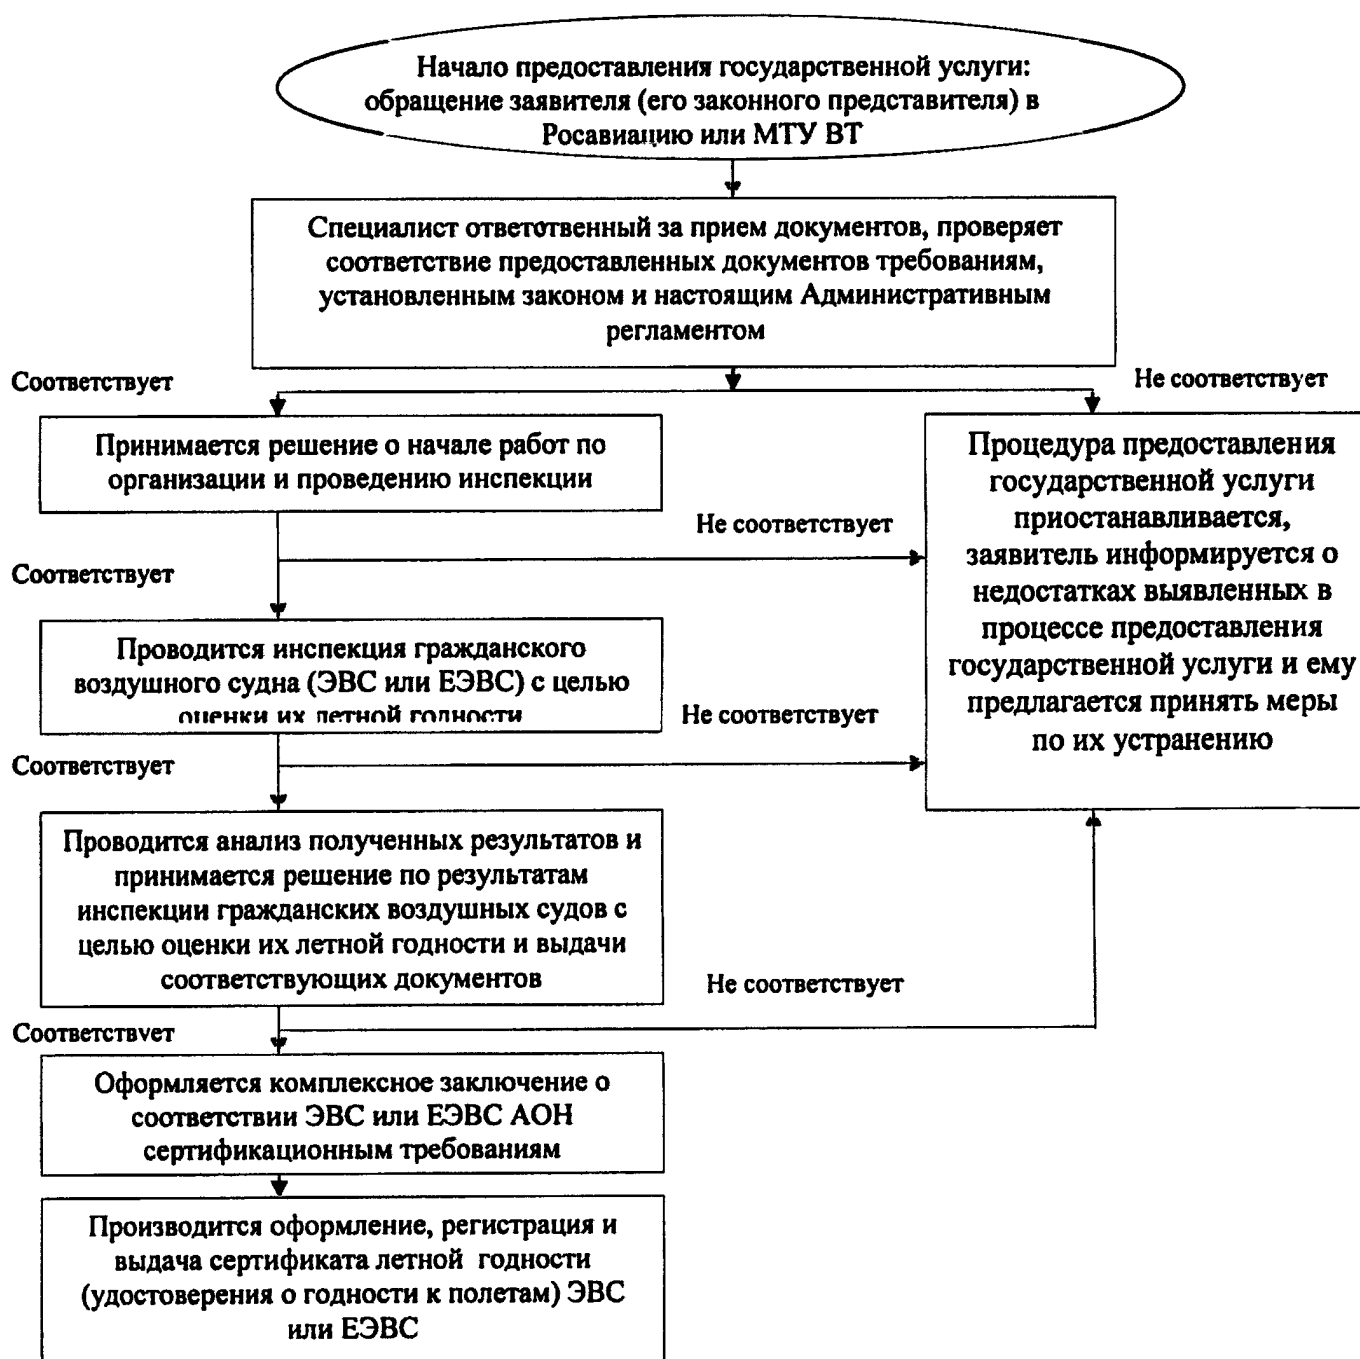 Начало предоставления государственной услуги:
обращение заявителя (его законного представителя) в
Росавиацию или МТУ ВТ
Специалист ответственный за прием документов, проверяет
соответствие предоставленных документов требованиям,
установленным законом и настоящим Административным
регламентом
Соответствует
Не соответствует
Принимается решение о начале работ по
организации и проведению инспекции
Процедура предоставления
государственной услуги
приостанавливается,
заявитель информируется о
недостатках выявленных в
процессе предоставления
государственной услуги и ему
предлагается принять меры
по их устранению
Не соответствует
Соответствует
Проводится инспекция гражданского
воздушного судна (ЭВС или ЕЭВС) с целью
оценки их летной годности
Не соответствует
Соответствует
Проводится анализ полученных результатов и
принимается решение по результатам
инспекции гражданских воздушных судов с
целью оценки их летной годности и выдачи
соответствующих документов
Не соответствует
Соответствует
Оформляется комплексное заключение о
соответствии ЭВС или ЕЭВС АОН
сертификационным требованиям
Производится оформление, регистрация и
выдача сертификата летной годности
(удостоверения о годности к полетам) ЭВС
или ЕЭВС